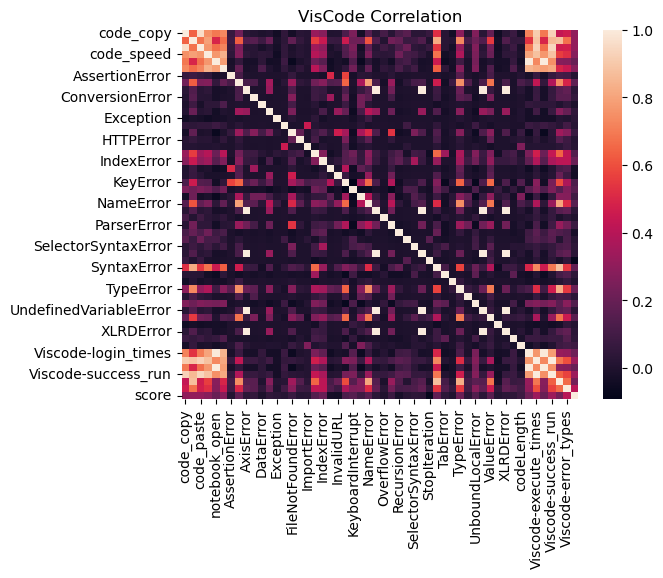 VisCode Correlation
code_copy
code_speed
AssertionError
ConversionError
Exception
HTTPError
IndexError
KeyError
NameError
ParserError
SelectorSyntaxError
SyntaxError
TypeError
UndefinedVariableError
XLRDError
Viscode-login_times
Viscode-success_run
score
code_copy
code_paste
notebook_open
AssertionError
AxisError
DataError
Exception
FileNotFoundError
ImportError
IndexError
InvalidURL
KeyboardInterrupt
NameError
OverflowError
RecursionError
SelectorSyntaxError
StopIteration
TabError
TypeError
UnboundLocalError
ValueError
XLRDError
codeLength
Viscode-execute_times
Viscode-success_run
Viscode-error_types
1.0
0.8
0.6
0.4
0.2
0.0